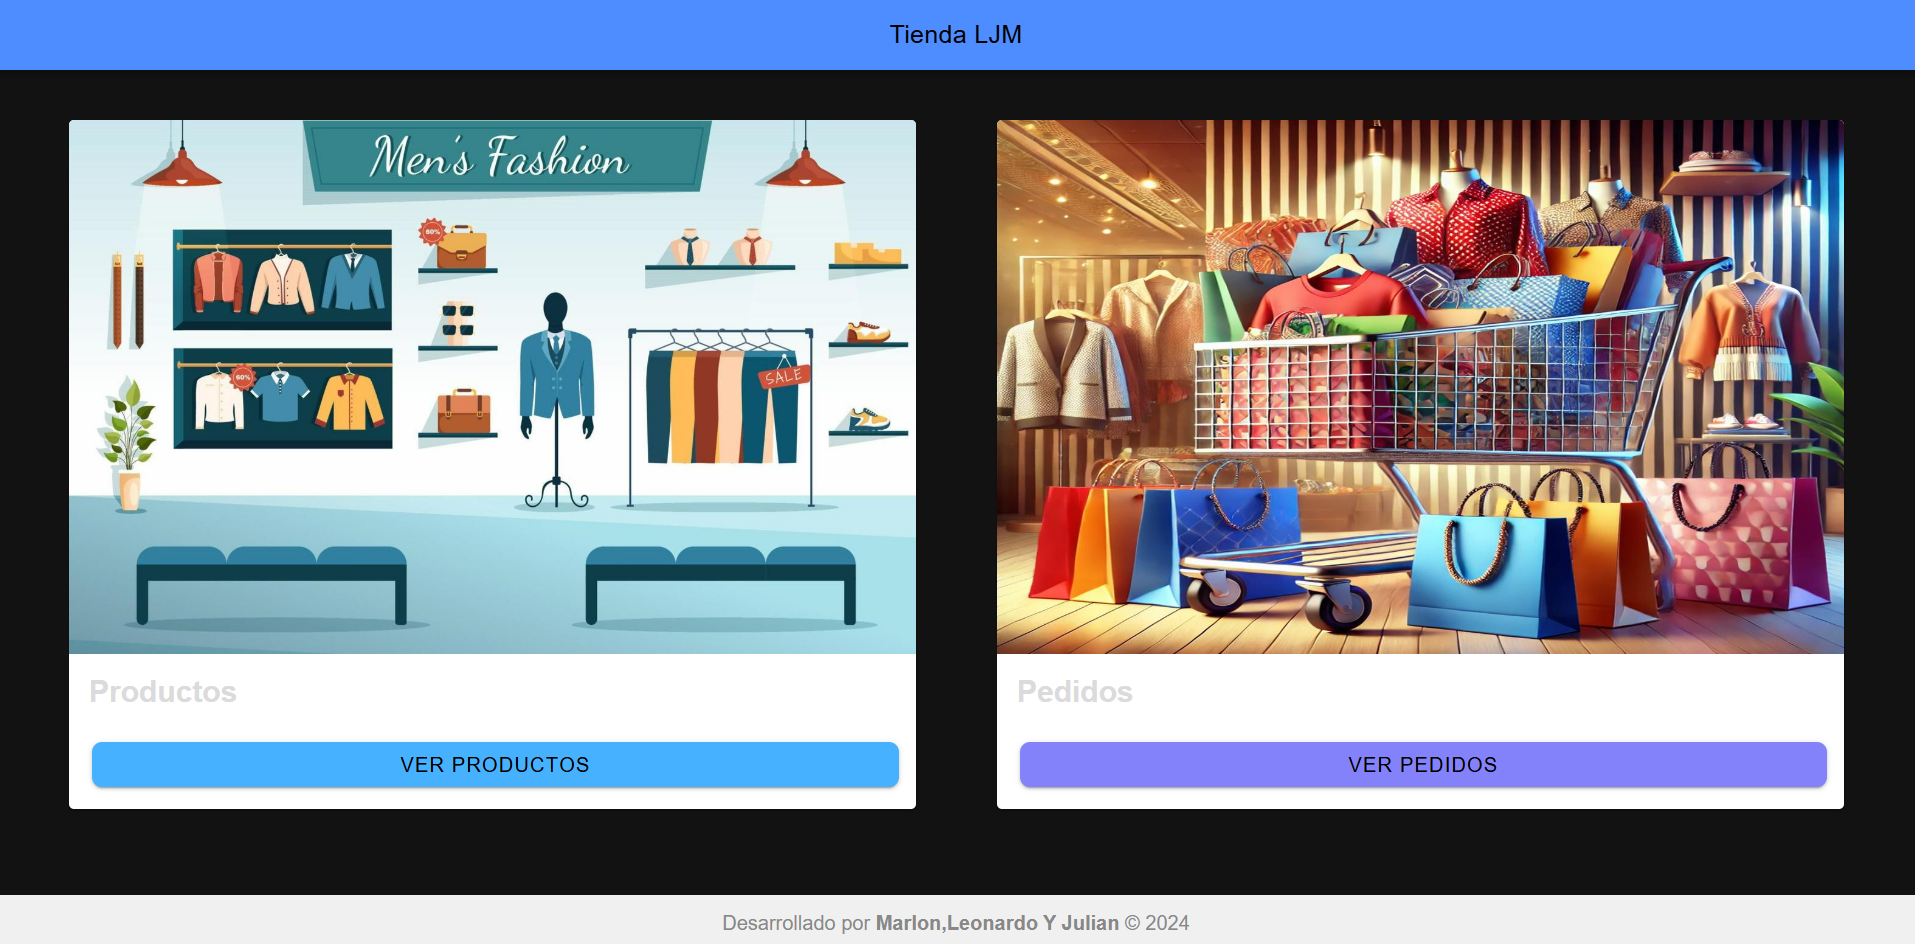 Tienda LJM
Men's Fashion
60%
60%
SALE
Productos
Pedidos
VER PRODUCTOS
VER PEDIDOS
Desarrollado por Marlon,Leonardo Y Julian © 2024